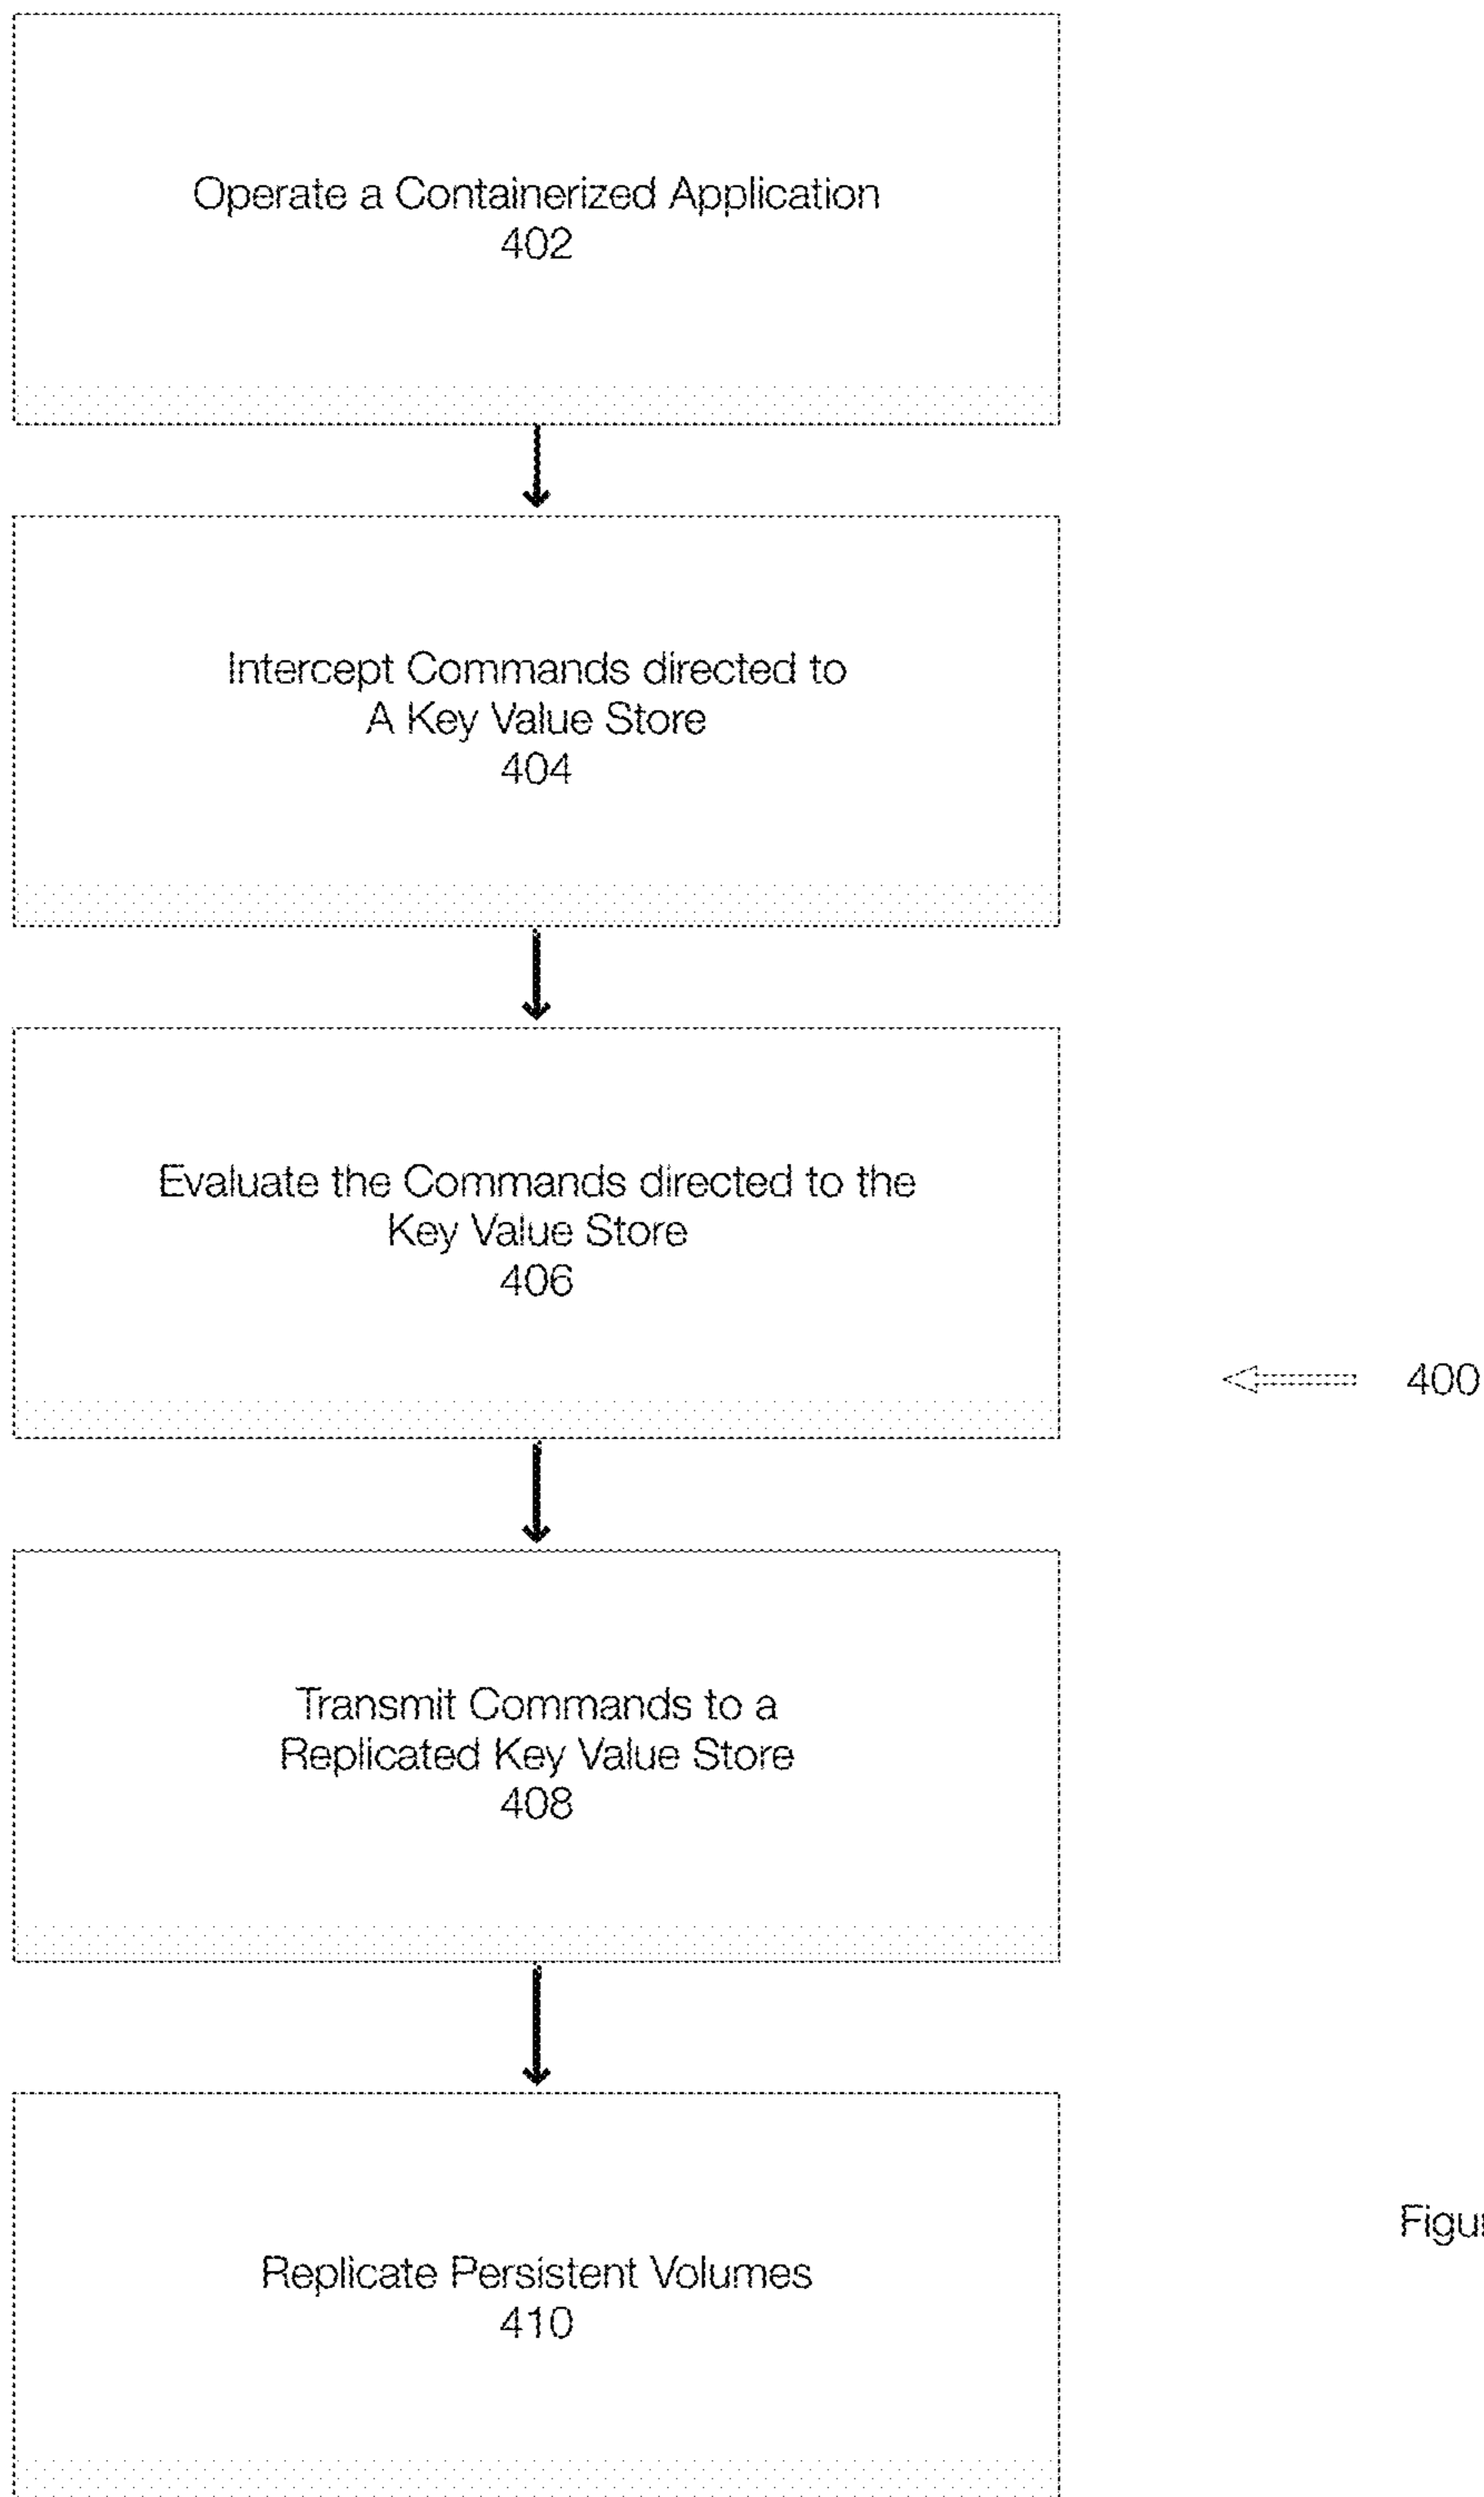 Operate a Containerized Application
402
Intercept Commands directed to
A Key Value Store
404
Evaluate the Commands directed to the
Key Value Store
406
400
Transmit Commands to a
Replicated Key Value Store
408
Replicate Persistent Volumes
410